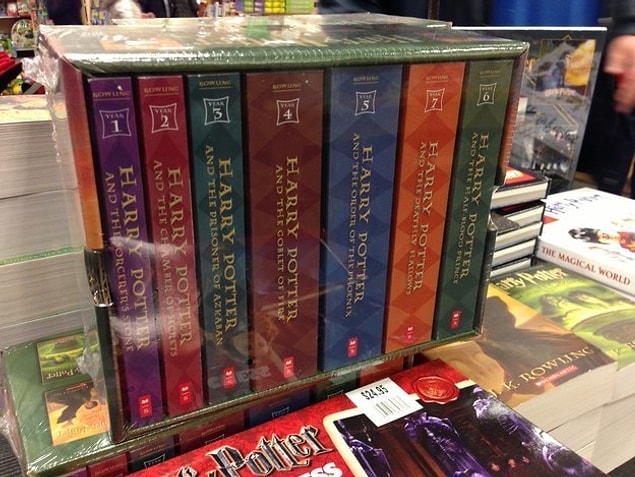 ROWLING
YEAR
1
HARRY POTTER
AND THE SORCERER'S STONE
ROWLING
YEAR
2
HARRY POTTER
AND THE CHAMBER OF SECRETS
ROWLING
YEAR
3
HARRY POTTER
AND THE PRISONER OF AZKABAN
ROWLING
YEAR
4
HARRY POTTER
AND THE GOBLET OF FIRE
ROWLING
YEAR
5
HARRY POTTER
AND THE ORDER OF THE PHOENIX
ROWLING
YEAR
7
HARRY POTTER
AND THE DEATHLY HALLOWS
ROWLING
YEAR
6
HARRY POTTER
AND THE HALF-BLOOD PRINCE
THE MAGICAL WORLD
J.K. ROWLING
SCHOLASTIC
$24.95
Potter